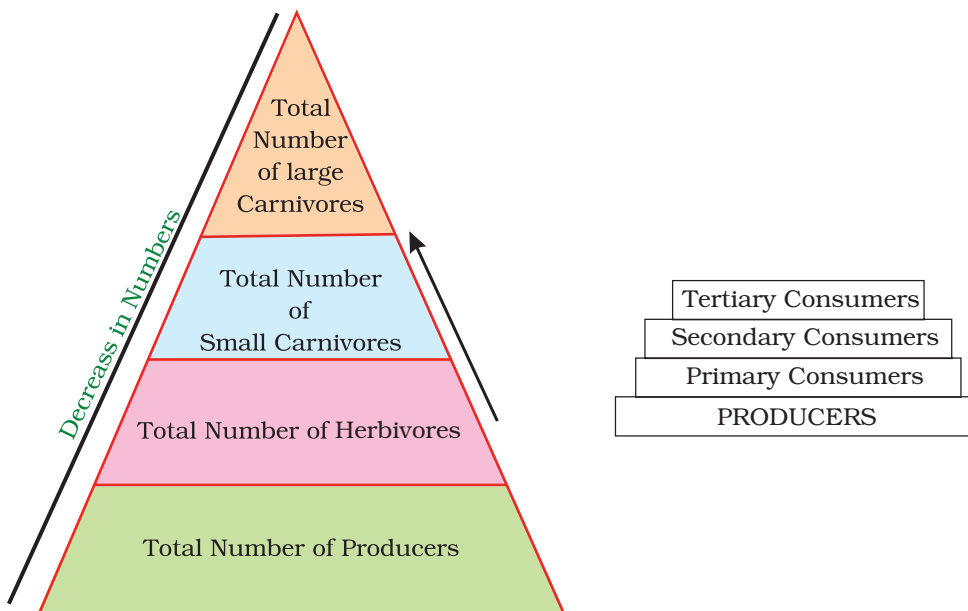 Total
Number
of large
Carnivores
Total Number
of
Small Carnivores
Total Number of Herbivores
Total Number of Producers
Decreass in Numbers
Tertiary Consumers
Secondary Consumers
Primary Consumers
PRODUCERS